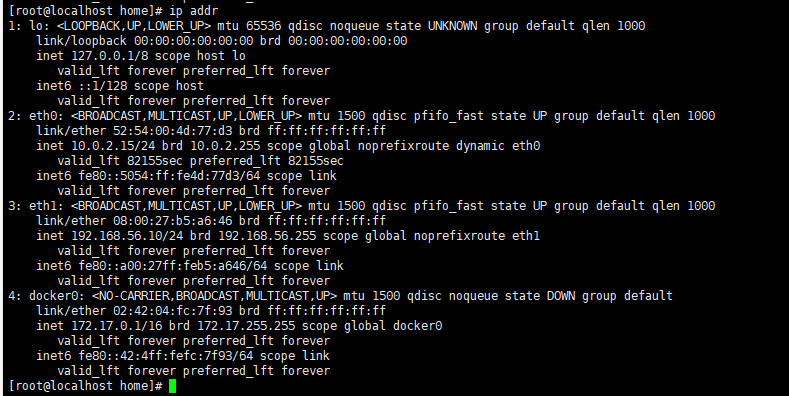 [root@localhost home]# ip addr
1: lo: <LOOPBACK,UP,LOWER_UP> mtu 65536 qdisc noqueue state UNKNOWN group default qlen 1000
    link/loopback 00:00:00:00:00:00 brd 00:00:00:00:00:00
    inet 127.0.0.1/8 scope host lo
       valid_lft forever preferred_lft forever
    inet6 ::1/128 scope host
       valid_lft forever preferred_lft forever
2: eth0: <BROADCAST,MULTICAST,UP,LOWER_UP> mtu 1500 qdisc pfifo_fast state UP group default qlen 1000
    link/ether 52:54:00:4d:77:d3 brd ff:ff:ff:ff:ff:ff
    inet 10.0.2.15/24 brd 10.0.2.255 scope global noprefixroute dynamic eth0
       valid_lft 82155sec preferred_lft 82155sec
    inet6 fe80::5054:ff:fe4d:77d3/64 scope link
       valid_lft forever preferred_lft forever
3: eth1: <BROADCAST,MULTICAST,UP,LOWER_UP> mtu 1500 qdisc pfifo_fast state UP group default qlen 1000
    link/ether 08:00:27:b5:a6:46 brd ff:ff:ff:ff:ff:ff
    inet 192.168.56.10/24 brd 192.168.56.255 scope global noprefixroute eth1
       valid_lft forever preferred_lft forever
    inet6 fe80::a00:27ff:feb5:a646/64 scope link
       valid_lft forever preferred_lft forever
4: docker0: <NO-CARRIER,BROADCAST,MULTICAST,UP> mtu 1500 qdisc noqueue state DOWN group default
    link/ether 02:42:04:fc:7f:93 brd ff:ff:ff:ff:ff:ff
    inet 172.17.0.1/16 brd 172.17.255.255 scope global docker0
       valid_lft forever preferred_lft forever
    inet6 fe80::42:4ff:fefc:7f93/64 scope link
       valid_lft forever preferred_lft forever
[root@localhost home]#